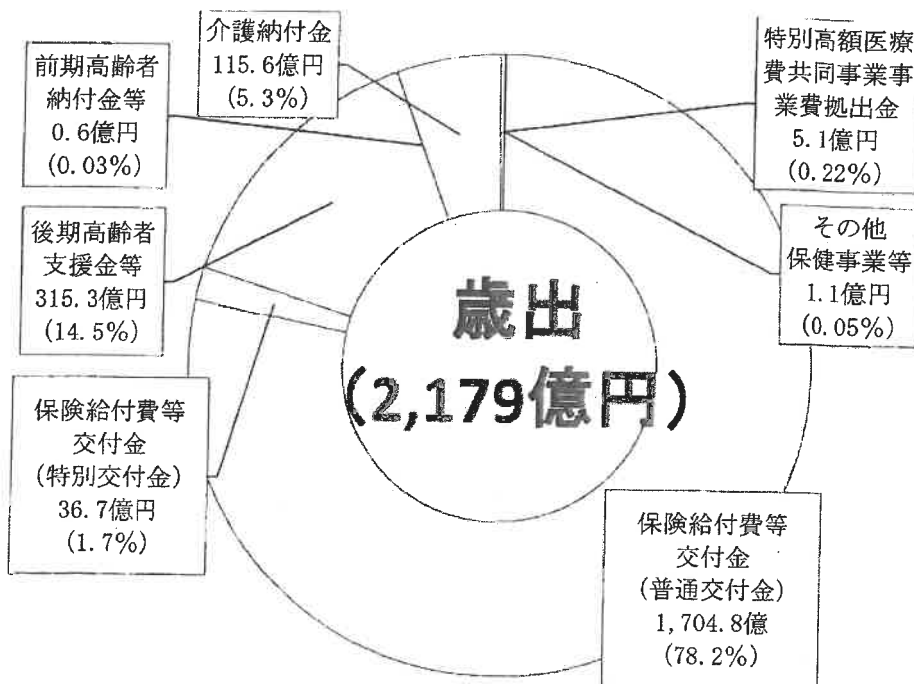 介護納付金
115.6億円
(5.3%)
前期高齢者
納付金等
0.6億円
(0.03%)
後期高齢者
支援金等
315.3億円
(14.5%)
保険給付費等
交付金
(特別交付金)
36.7億円
(1.7%)
歳出
(2,179億円)
特別高額医療
費共同事業事
業費拠出金
5.1億円
(0.22%)
その他
保健事業等
1.1億円
(0.05%)
保険給付費等
交付金
(普通交付金)
1,704.8億
(78.2%)